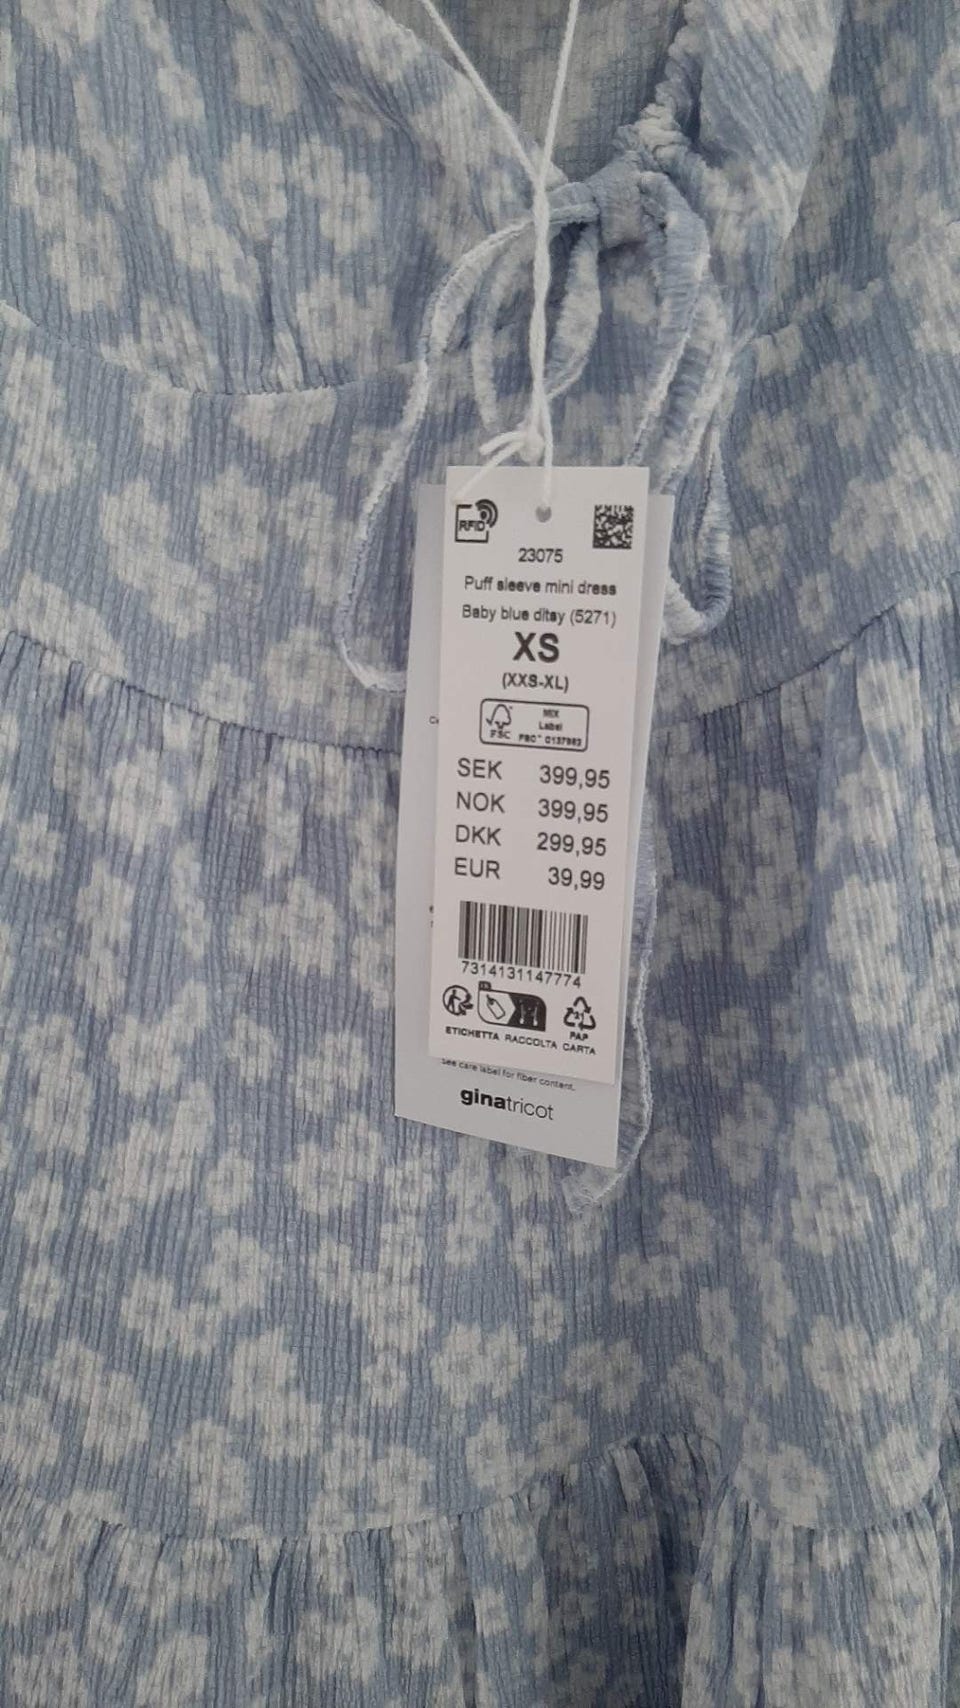 RFID
23075
Puff sleeve mini dress
Baby blue ditsy (5271)
XS
(XXS-XL)
FSC
MIX
Label
SEK 399,95
NOK 399,95
DKK 299,95
EUR 39,99
7314131147774
21
PAP
ETICHETTA RACCOLTA CARTA
See care label for fiber content.
ginatricot